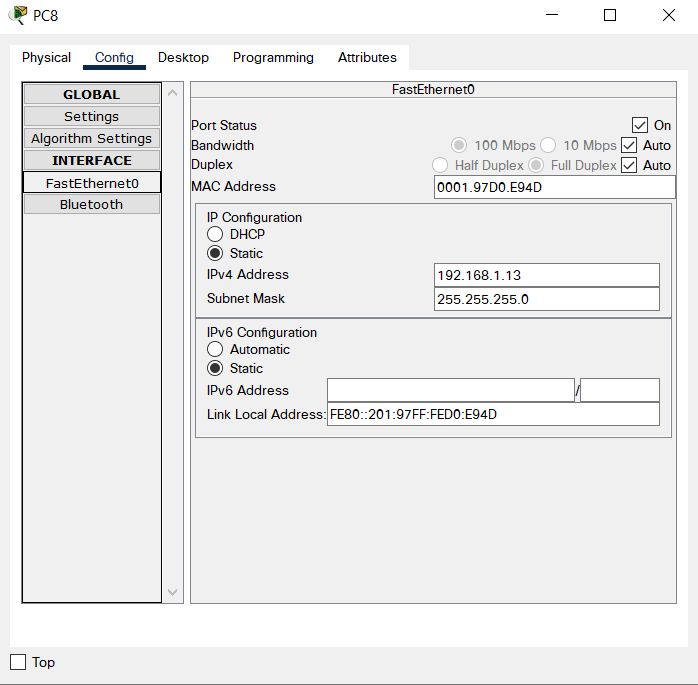 PC8
Physical Config Desktop Programming Attributes
GLOBAL
Settings
Algorithm Settings
INTERFACE
FastEthernet0
Bluetooth
FastEthernet0
Port Status On
Bandwidth 100 Mbps 10 Mbps Auto
Duplex Half Duplex Full Duplex Auto
MAC Address 0001.97D0.E94D
IP Configuration
DHCP
Static
IPv4 Address 192.168.1.13
Subnet Mask 255.255.255.0
IPv6 Configuration
Automatic
Static
IPv6 Address /
Link Local Address: FE80::201:97FF:FED0:E94D
Top